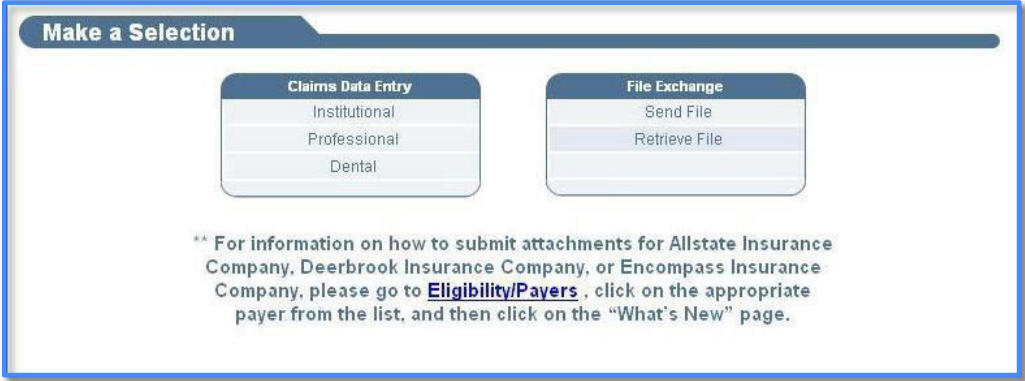 Make a Selection
Claims Data Entry
Institutional
Professional
Dental
File Exchange
Send File
Retrieve File
** For information on how to submit attachments for Allstate Insurance
Company, Deerbrook Insurance Company, or Encompass Insurance
Company, please go to Eligibility/Payers , click on the appropriate
payer from the list, and then click on the “What's New” page.